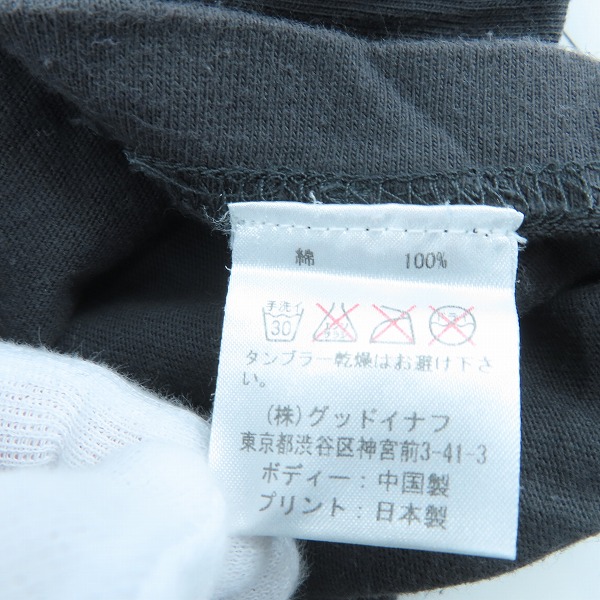 綿 100%
手洗イ
30
タンブラー乾燥はお避け下さ
い。
(株)グッドイナフ
東京都渋谷区神宮前3-41-3
ボディー:中国製
プリント:日本製